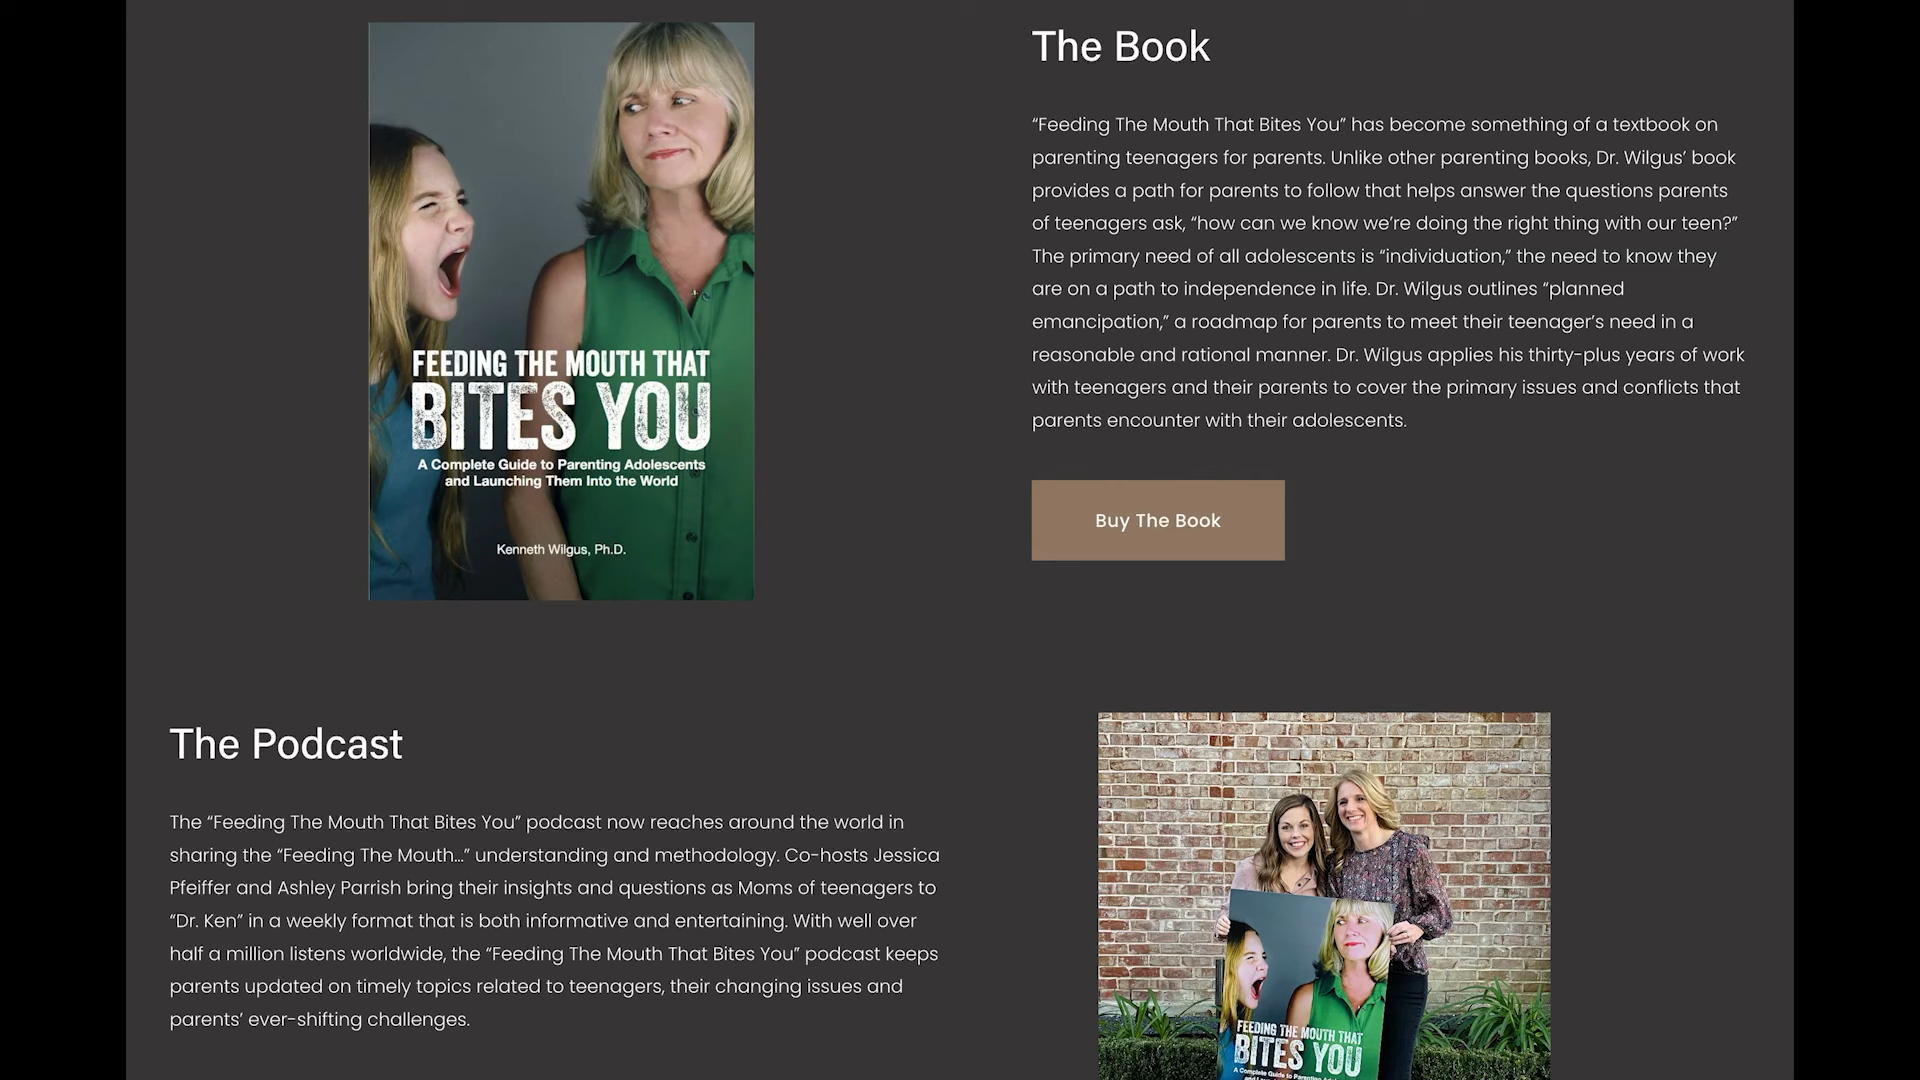 FEEDING THE MOUTH THAT
BITES YOU
A Complete Guide to Parenting Adolescents
and Launching Them Into the World
Kenneth Wilgus, Ph.D.
The Book
“Feeding The Mouth That Bites You” has become something of a textbook on
parenting teenagers for parents. Unlike other parenting books, Dr. Wilgus’ book
provides a path for parents to follow that helps answer the questions parents
of teenagers ask, “how can we know we’re doing the right thing with our teen?”
The primary need of all adolescents is “individuation,” the need to know they
are on a path to independence in life. Dr. Wilgus outlines “planned
emancipation,” a roadmap for parents to meet their teenager’s need in a
reasonable and rational manner. Dr. Wilgus applies his thirty-plus years of work
with teenagers and their parents to cover the primary issues and conflicts that
parents encounter with their adolescents.
Buy The Book
The Podcast
The “Feeding The Mouth That Bites You” podcast now reaches around the world in
sharing the “Feeding The Mouth...” understanding and methodology. Co-hosts Jessica
Pfeiffer and Ashley Parrish bring their insights and questions as Moms of teenagers to
“Dr. Ken” in a weekly format that is both informative and entertaining. With well over
half a million listens worldwide, the “Feeding The Mouth That Bites You” podcast keeps
parents updated on timely topics related to teenagers, their changing issues and
parents’ ever-shifting challenges.
FEEDING THE MOUTH THAT
BITES YOU
A Complete Guide to Parenting